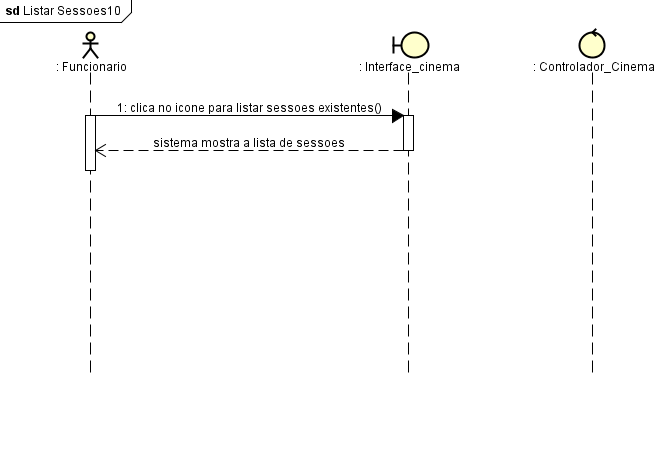 sd Listar Sessoes10
: Funcionario
: Interface_cinema
: Controlador_Cinema
1: clica no icone para listar sessoes existentes()
sistema mostra a lista de sessoes